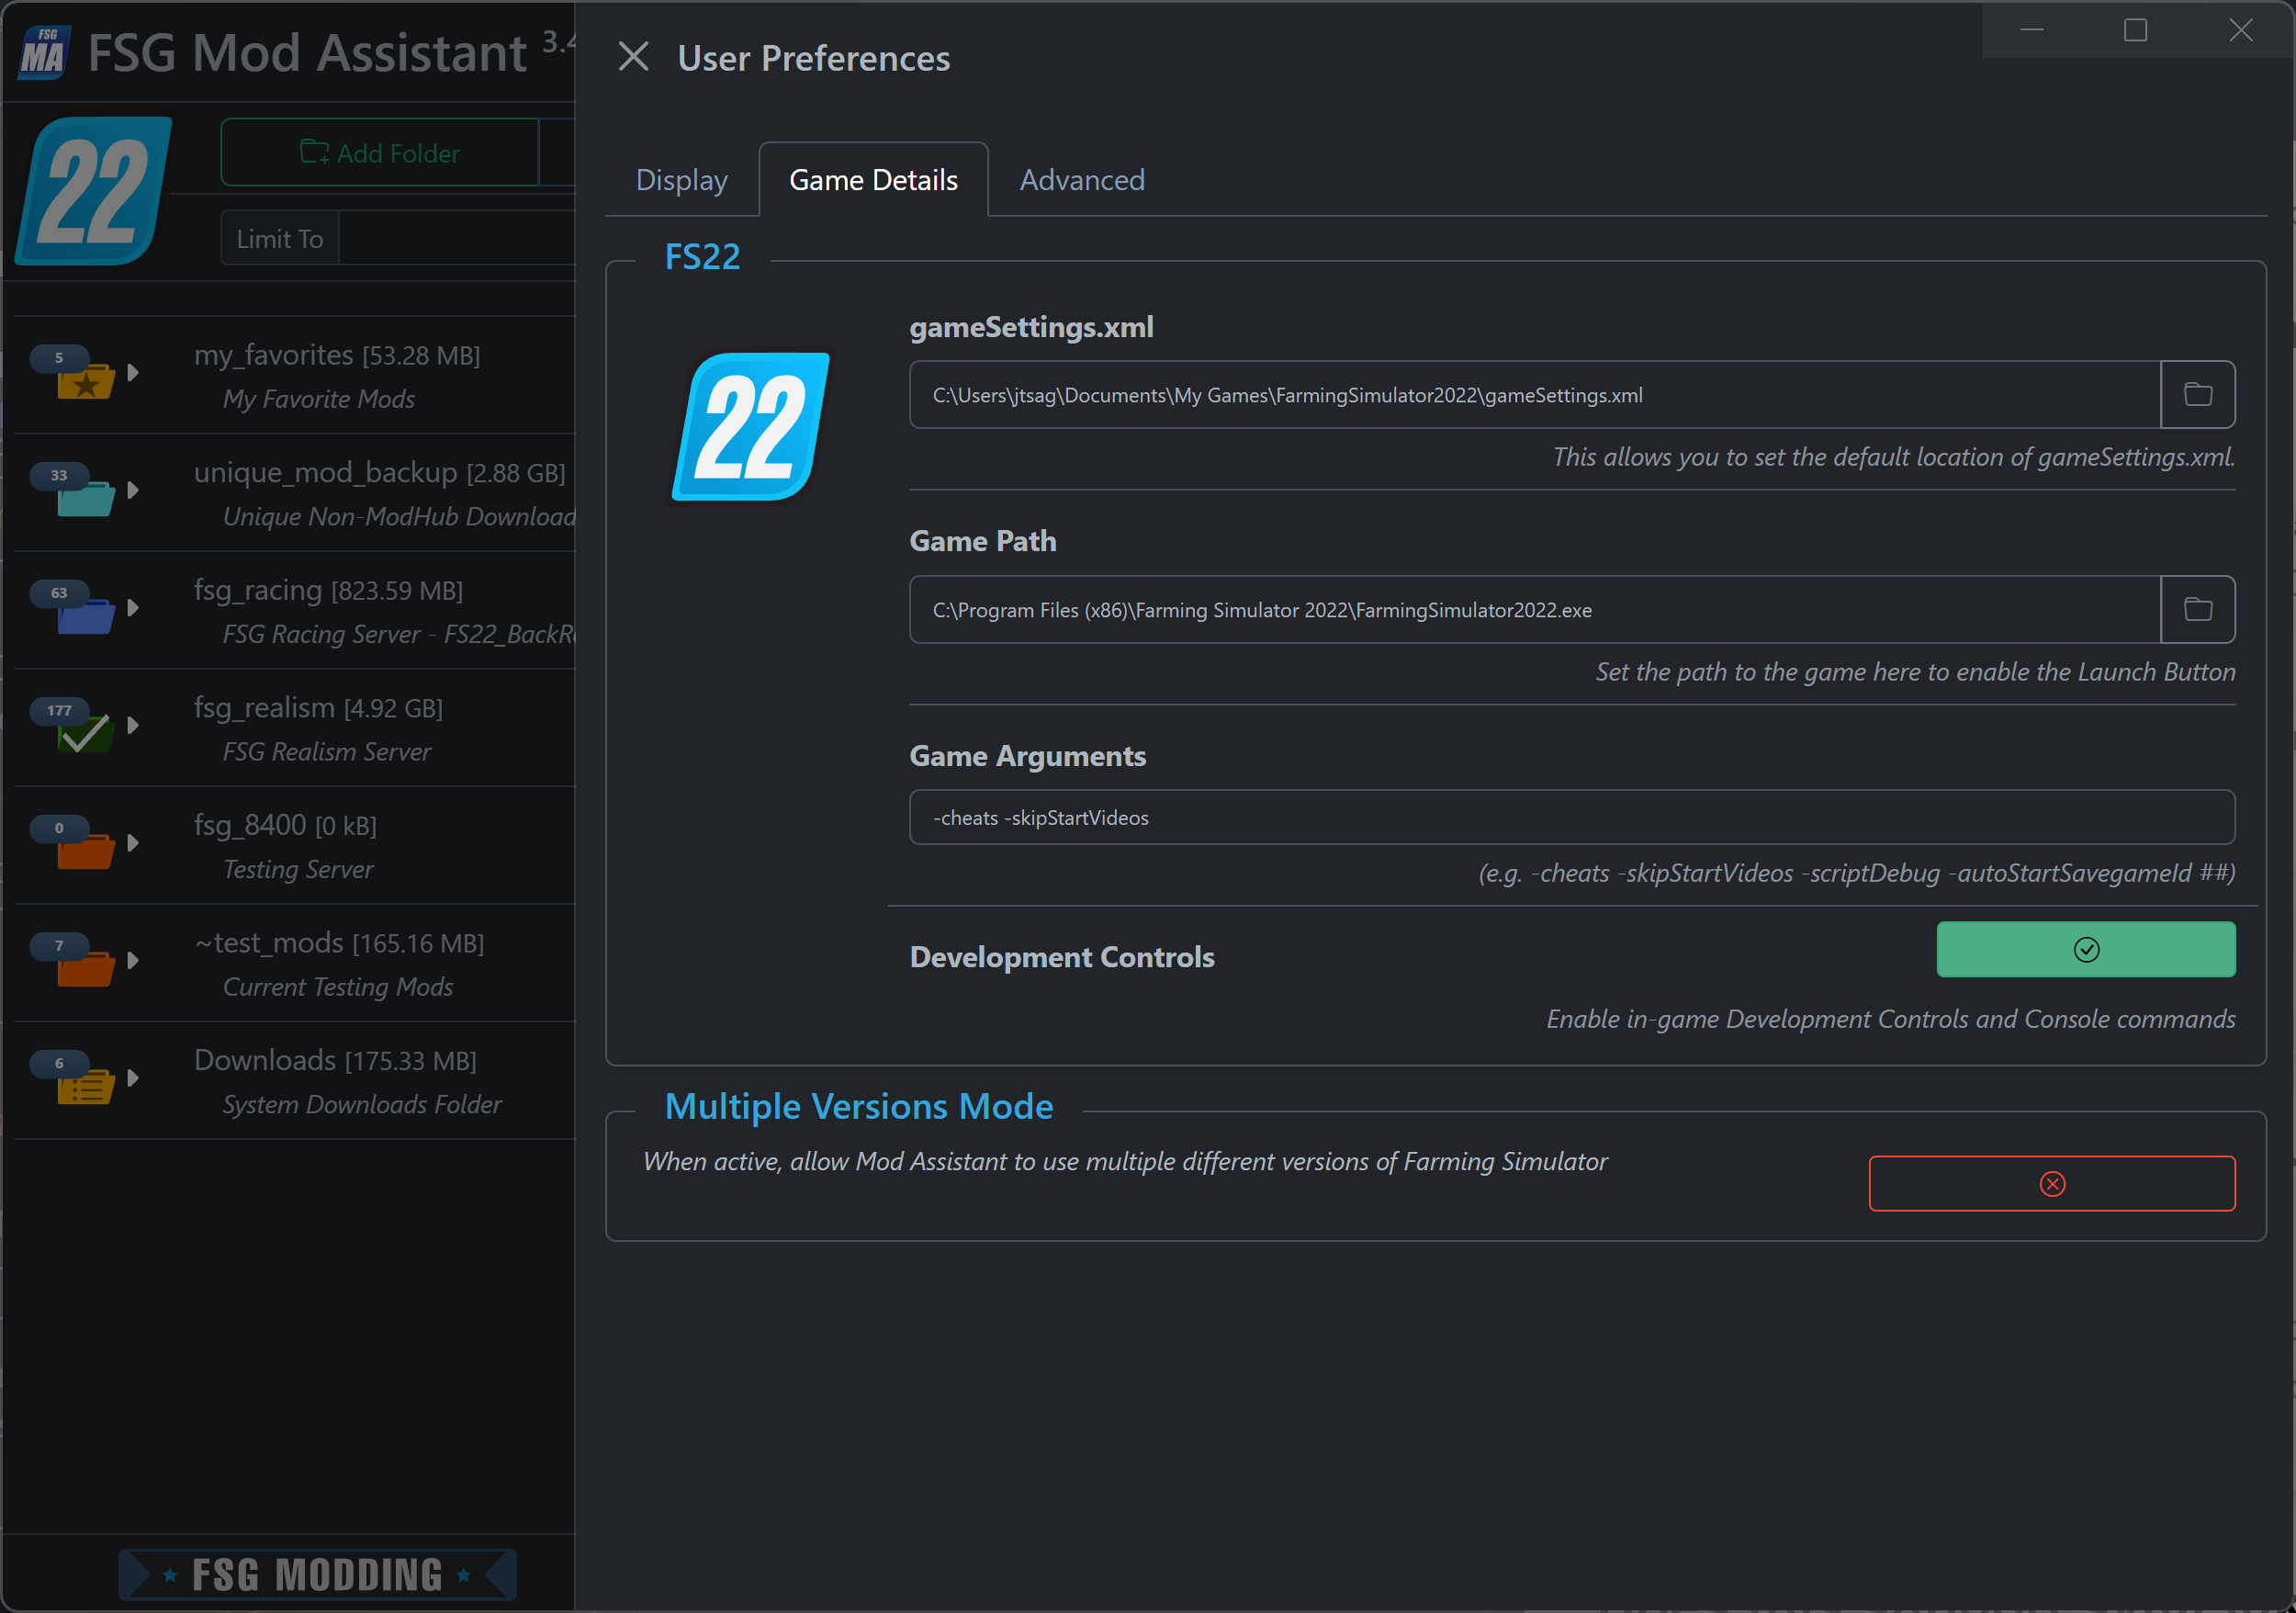 FSG
MA
FSG Mod Assistant 3.4
User Preferences
22
Add Folder
Limit To
5
my_favorites [53.28 MB]
My Favorite Mods
33
unique_mod_backup [2.88 GB]
Unique Non-ModHub Download
63
fsg_racing [823.59 MB]
FSG Racing Server - FS22_BackRo
177
fsg_realism [4.92 GB]
FSG Realism Server
0
fsg_8400 [0 kB]
Testing Server
7
~test_mods [165.16 MB]
Current Testing Mods
6
Downloads [175.33 MB]
System Downloads Folder
FSG MODDING
Display
Game Details
Advanced
FS22
22
gameSettings.xml
C:\Users\jtsag\Documents\My Games\FarmingSimulator2022\gameSettings.xml
This allows you to set the default location of gameSettings.xml.
Game Path
C:\Program Files (x86)\Farming Simulator 2022\FarmingSimulator2022.exe
Set the path to the game here to enable the Launch Button
Game Arguments
-cheats -skipStartVideos
(e.g. -cheats -skipStartVideos -scriptDebug -autoStartSavegameId ##)
Development Controls
Enable in-game Development Controls and Console commands
Multiple Versions Mode
When active, allow Mod Assistant to use multiple different versions of Farming Simulator